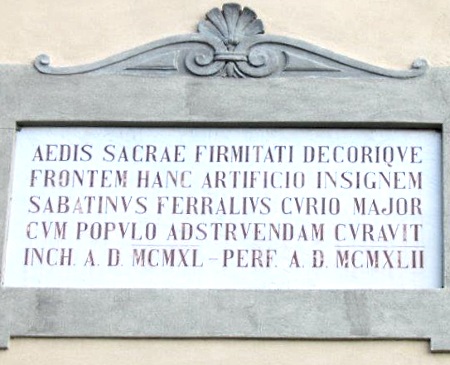 AEDIS SACRAE FIRMITATI DECORIQVE
FRONTEM HANC ARTIFICIO INSIGNEM
SABATINVS FERRALIVS CVRIO MAJOR
CVM POPVLO ADSTRVENDAM CVRAVIT
INCH. A. D. MCMXL – PERF. A. D. MCMXLII